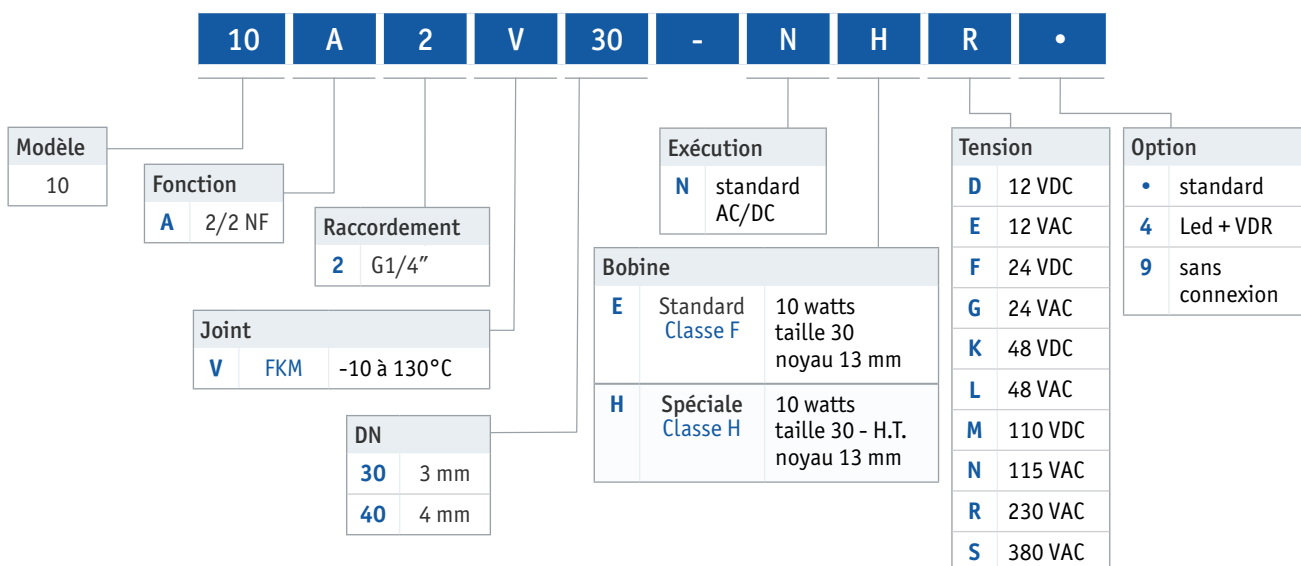 10 A 2 V 30 - N H R •
Modèle
10
Fonction
A 2/2 NF
Raccordement
2 G1/4″
Joint
V FKM -10 à 130°C
DN
30 3 mm
40 4 mm
Exécution
N standard
AC/DC
Bobine
E Standard 10 watts
Classe F taille 30
noyau 13 mm
H Spéciale 10 watts
Classe H taille 30 - H.T.
noyau 13 mm
Tension
D 12 VDC
E 12 VAC
F 24 VDC
G 24 VAC
K 48 VDC
L 48 VAC
M 110 VDC
N 115 VAC
R 230 VAC
S 380 VAC
Option
• standard
4 Led + VDR
9 sans
connexion